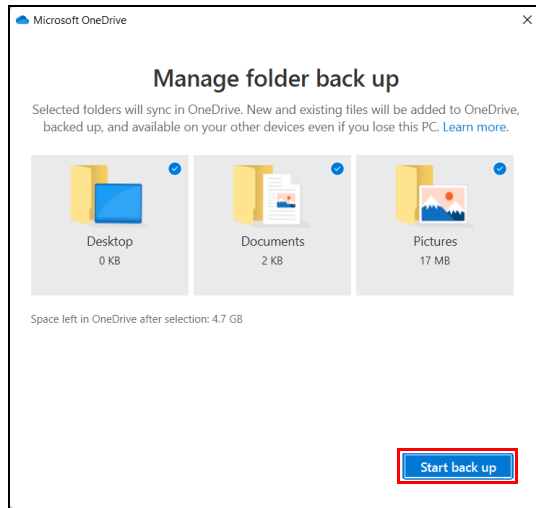 Microsoft OneDrive
Manage folder back up
Selected folders will sync in OneDrive. New and existing files will be added to OneDrive,
backed up, and available on your other devices even if you lose this PC. Learn more.
Desktop
0 KB
Documents
2 KB
Pictures
17 MB
Space left in OneDrive after selection: 4.7 GB
Start back up